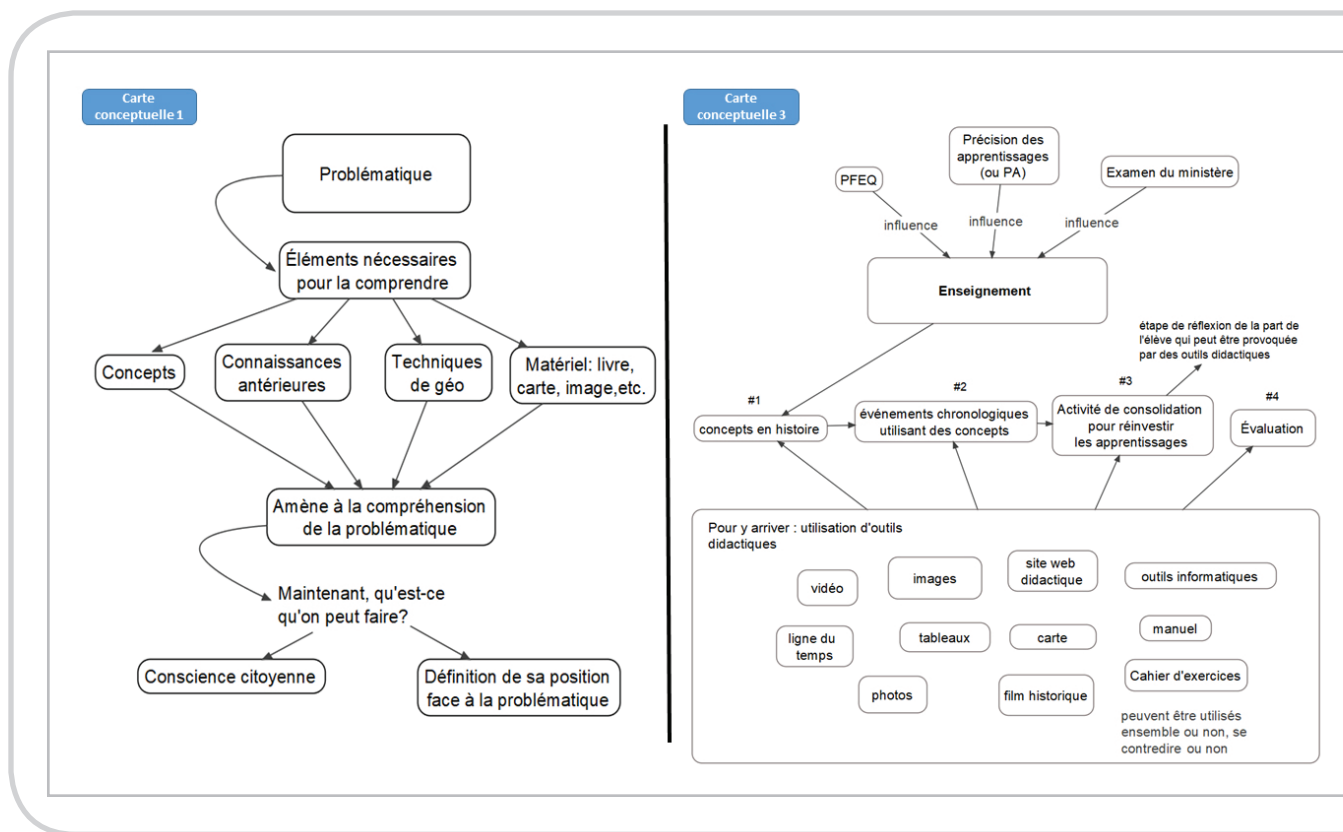 Carte
conceptuelle 1
Problématique
Éléments nécessaires
pour la comprendre
Concepts
Connaissances
antérieures
Techniques
de géo
Matériel: livre,
carte, image,etc.
Amène à la compréhension
de la problématique
Maintenant, qu'est-ce
qu'on peut faire?
Conscience citoyenne
Définition de sa position
face à la problématique
Carte
conceptuelle 3
PFEQ
Précision des
apprentissages
(ou PA)
Examen du ministère
influence
influence
influence
Enseignement
étape de réflexion de la part de
l'élève qui peut être provoquée
par des outils didactiques
#1
concepts en histoire
#2
événements chronologiques
utilisant des concepts
#3
Activité de consolidation
pour réinvestir
les apprentissages
#4
Évaluation
Pour y arriver : utilisation d'outils
didactiques
vidéo
images
site web
didactique
outils informatiques
ligne du
temps
tableaux
carte
manuel
photos
film historique
Cahier d'exercices
peuvent être utilisés
ensemble ou non, se
contredire ou non